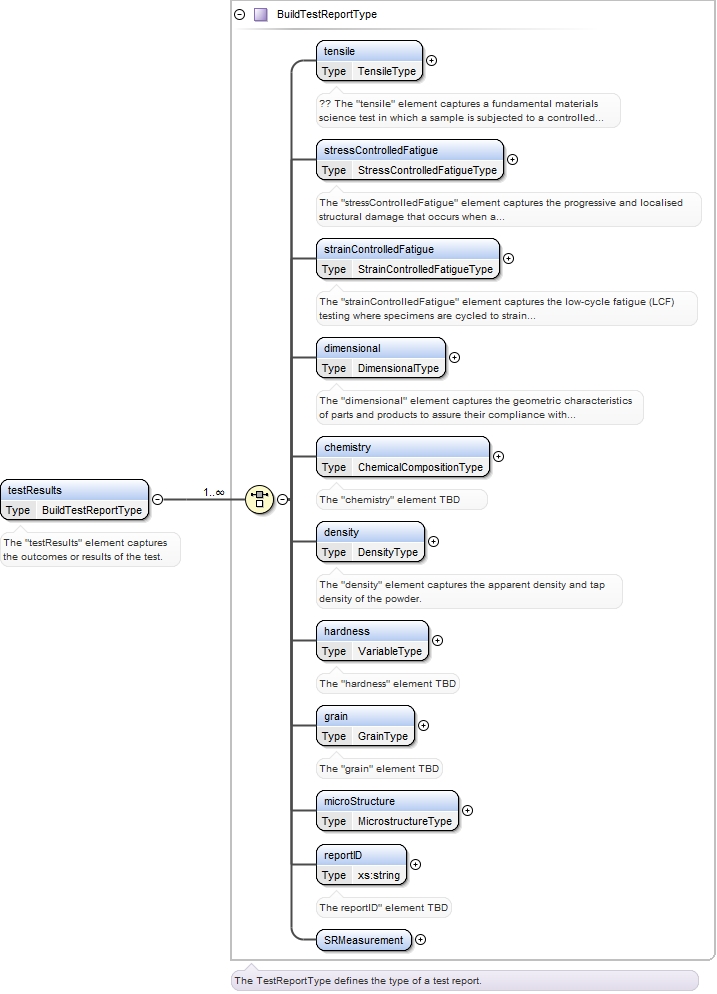 BuildTestReportType
tensile
Type TensileType
?? The "tensile" element captures a fundamental materials
science test in which a sample is subjected to a controlled...
stressControlledFatigue
Type StressControlledFatigueType
The "stressControlledFatigue" element captures the progressive and localised
structural damage that occurs when a...
strainControlledFatigue
Type StrainControlledFatigueType
The "strainControlledFatigue" element captures the low-cycle fatigue (LCF)
testing where specimens are cycled to strain...
dimensional
Type DimensionalType
The "dimensional" element captures the geometric characteristics
of parts and products to assure their compliance with...
chemistry
Type ChemicalCompositionType
The "chemistry" element TBD
testResults
Type BuildTestReportType
1..∞
The "testResults" element captures
the outcomes or results of the test.
density
Type DensityType
The "density" element captures the apparent density and tap
density of the powder.
hardness
Type VariableType
The "hardness" element TBD
grain
Type GrainType
The "grain" element TBD
microStructure
Type MicrostructureType
reportID
Type xs:string
The reportID" element TBD
SRMeasurement
The TestReportType defines the type of a test report.